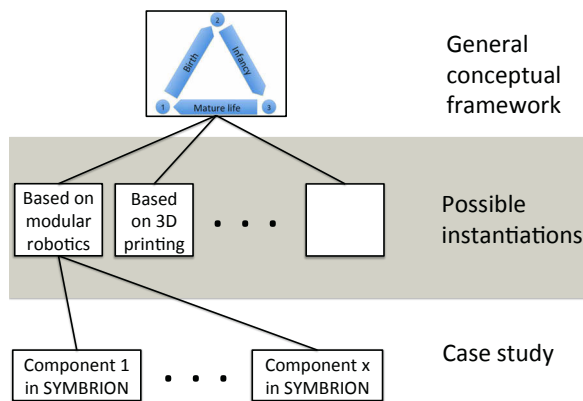 2
Birth
Infancy
1
Mature life
3
General
conceptual
framework
Based on
modular
robotics
Based
on 3D
printing
. . .
Possible
instantiations
Component 1
in SYMBRION
. . .
Component x
in SYMBRION
Case study